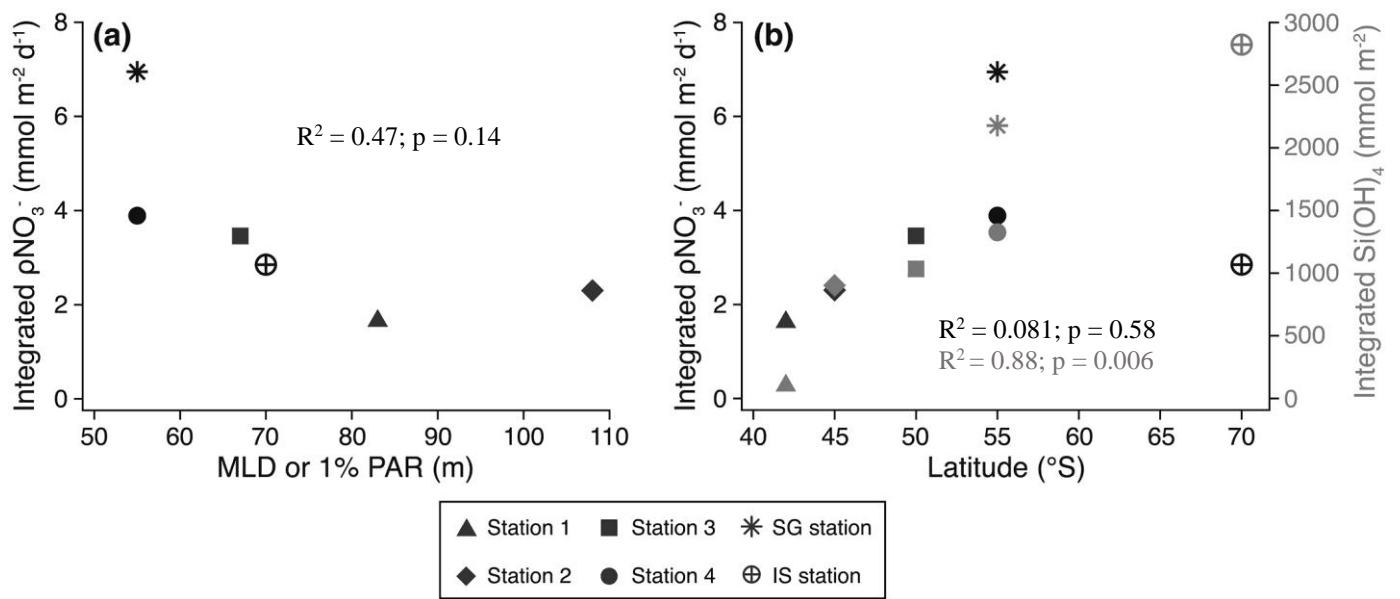 (a)
Integrated ρNO₃⁻ (mmol m⁻² d⁻¹)
8
6
4
2
0
R² = 0.47; p = 0.14
50 60 70 80 90 100 110
MLD or 1% PAR (m)
(b)
Integrated ρNO₃⁻ (mmol m⁻² d⁻¹)
8
6
4
2
0
R² = 0.081; p = 0.58
R² = 0.88; p = 0.006
40 45 50 55 60 65 70
Latitude (°S)
3000
2500
2000
1500
1000
500
0
Integrated Si(OH)₄ (mmol m⁻²)
Station 1 Station 3 SG station
Station 2 Station 4 IS station